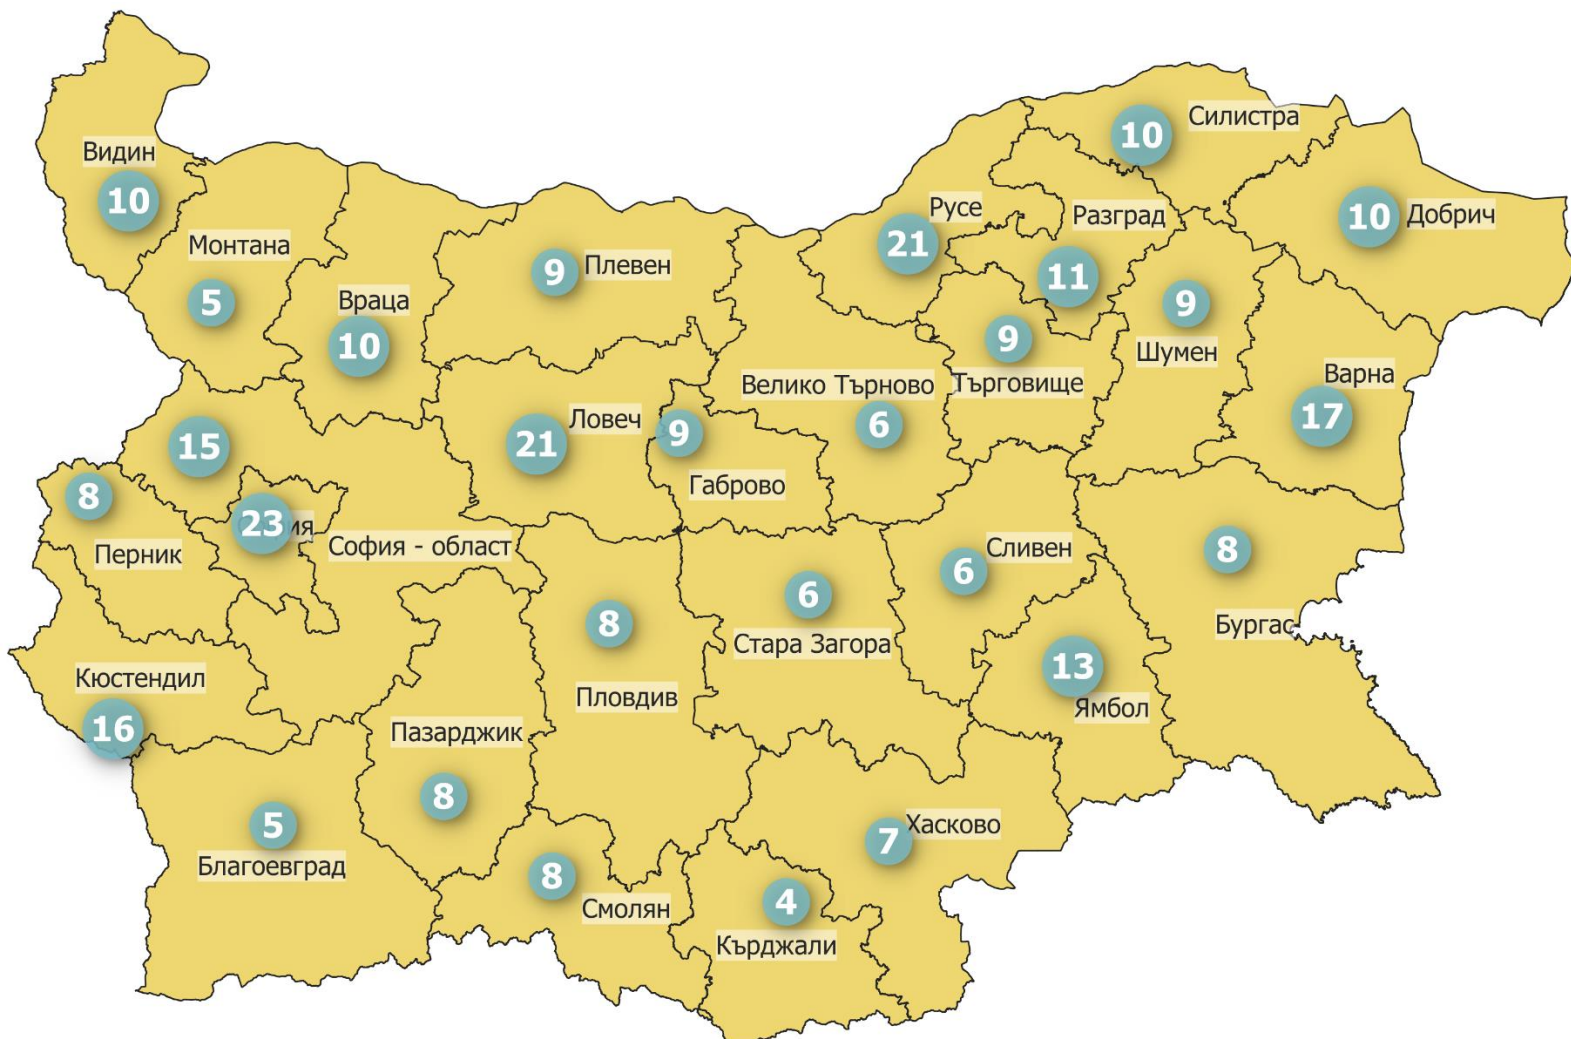 Силистра
10
Видин
10
Русе
21
Разград
11
10
Добрич
Монтана
5
9
Плевен
Враца
10
9
Шумен
9
Търговище
Варна
17
Велико Търново
6
Ловеч
21
9
Габрово
15
8
Перник
23
София - област
Сливен
6
8
Бургас
6
Стара Загора
8
Пловдив
13
Ямбол
Кюстендил
16
Пазарджик
8
5
Благоевград
Хасково
7
8
Смолян
4
Кърджали